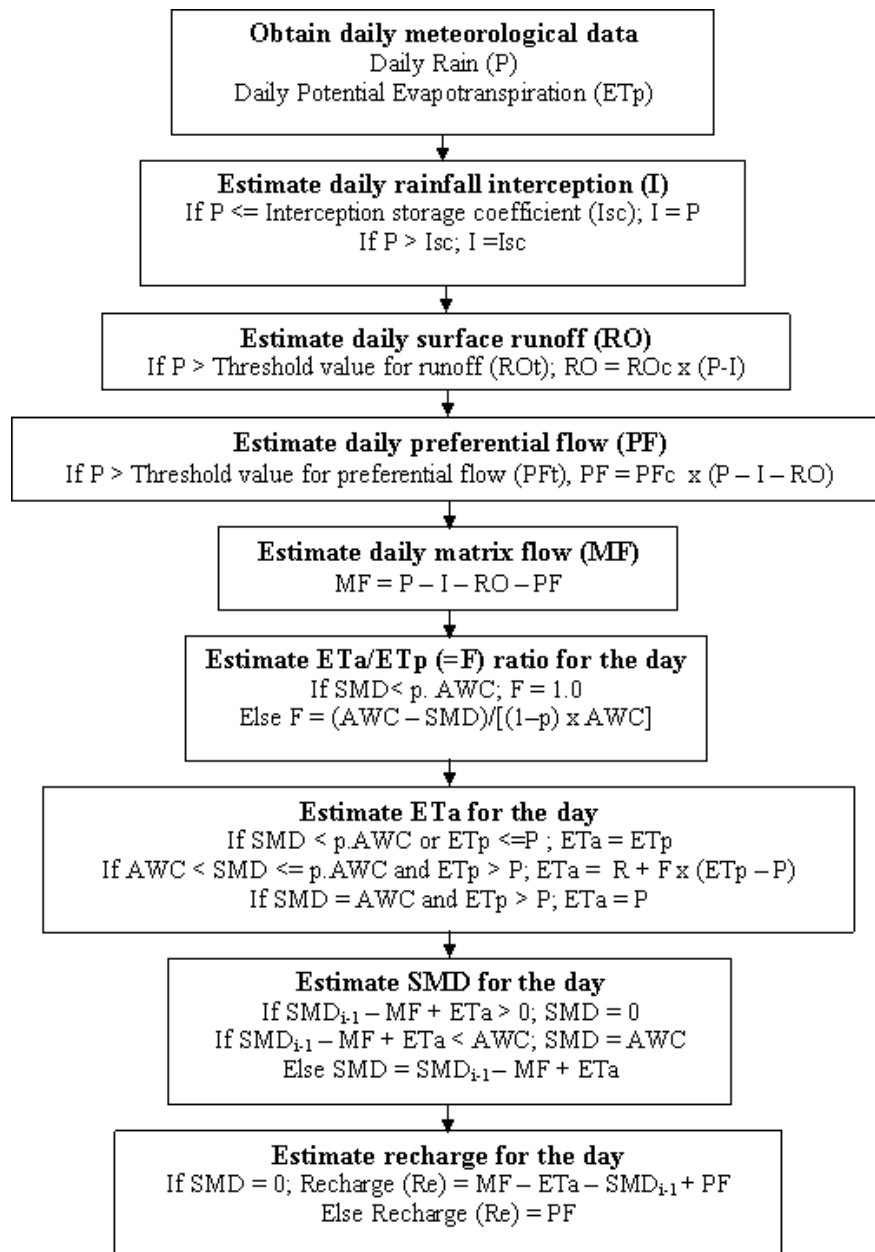 Obtain daily meteorological data
Daily Rain (P)
Daily Potential Evapotranspiration (ETp)
Estimate daily rainfall interception (I)
If P <= Interception storage coefficient (Isc); I = P
If P > Isc; I =Isc
Estimate daily surface runoff (RO)
If P > Threshold value for runoff (ROt); RO = ROc x (P-I)
Estimate daily preferential flow (PF)
If P > Threshold value for preferential flow (PFt), PF = PFc x (P – I – RO)
Estimate daily matrix flow (MF)
MF = P – I – RO – PF
Estimate ETa/ETp (=F) ratio for the day
If SMD< p. AWC; F = 1.0
Else F = (AWC – SMD)/[(1–p) x AWC]
Estimate ETa for the day
If SMD < p.AWC or ETp <=P ; ETa = ETp
If AWC < SMD <= p.AWC and ETp > P; ETa = R + F x (ETp – P)
If SMD = AWC and ETp > P; ETa = P
Estimate SMD for the day
If SMDi-1 – MF + ETa > 0; SMD = 0
If SMDi-1 – MF + ETa < AWC; SMD = AWC
Else SMD = SMDi-1 – MF + ETa
Estimate recharge for the day
If SMD = 0; Recharge (Re) = MF – ETa – SMDi-1 + PF
Else Recharge (Re) = PF